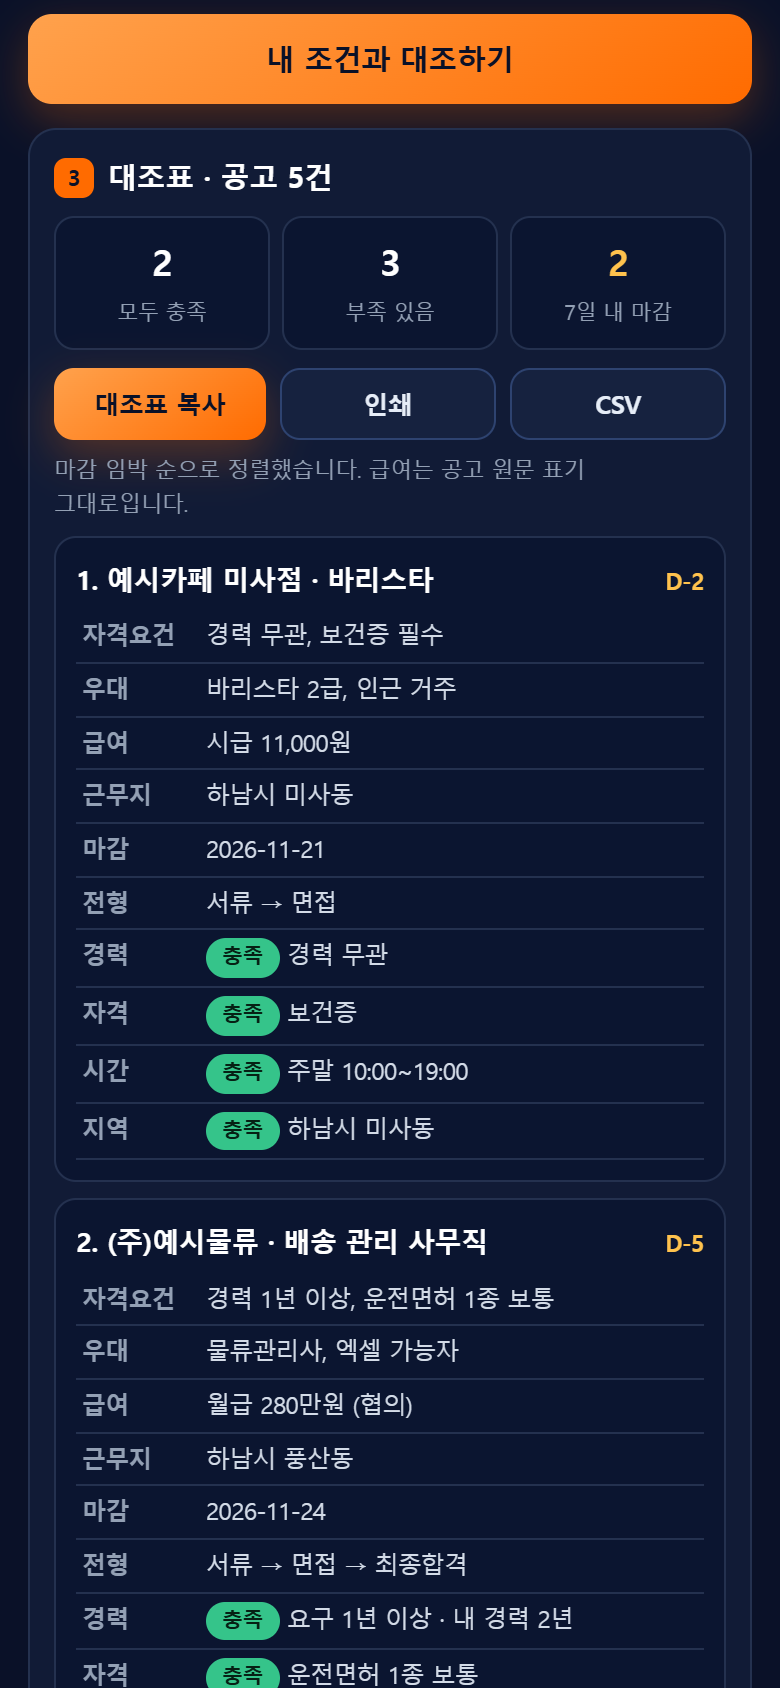 내 조건과 대조하기
3 대조표 · 공고 5건
2 3 2
모두 충족 부족 있음 7일 내 마감
대조표 복사 인쇄 CSV
마감 임박 순으로 정렬했습니다. 급여는 공고 원문 표기
그대로입니다.
1. 예시카페 미사점 · 바리스타 D-2
자격요건 경력 무관, 보건증 필수
우대 바리스타 2급, 인근 거주
급여 시급 11,000원
근무지 하남시 미사동
마감 2026-11-21
전형 서류 → 면접
경력 충족 경력 무관
자격 충족 보건증
시간 충족 주말 10:00~19:00
지역 충족 하남시 미사동
2. (주)예시물류 · 배송 관리 사무직 D-5
자격요건 경력 1년 이상, 운전면허 1종 보통
우대 물류관리사, 엑셀 가능자
급여 월급 280만원 (협의)
근무지 하남시 풍산동
마감 2026-11-24
전형 서류 → 면접 → 최종합격
경력 충족 요구 1년 이상 · 내 경력 2년
자격 충족 운전면허 1종 보통